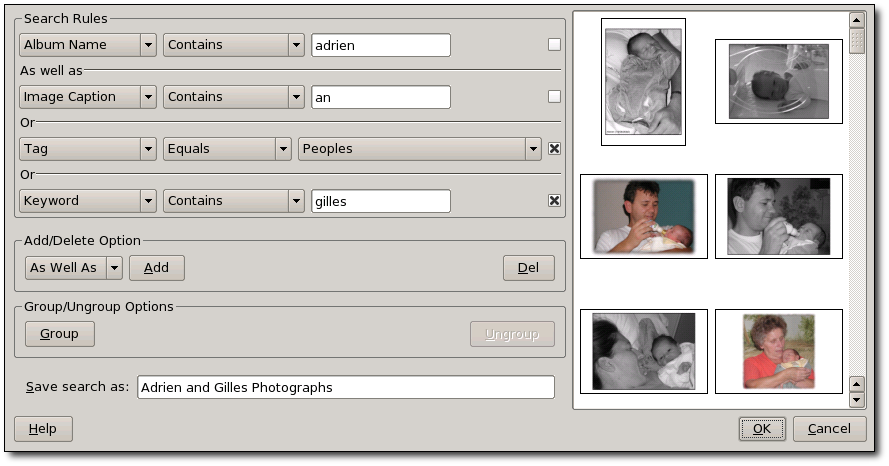 Search Rules
Album Name Contains adrien
As well as
Image Caption Contains an
Or
Tag Equals Peoples
Or
Keyword Contains gilles
Add/Delete Option
As Well As Add Del
Group/Ungroup Options
Group Ungroup
Save search as: Adrien and Gilles Photographs
Help OK Cancel